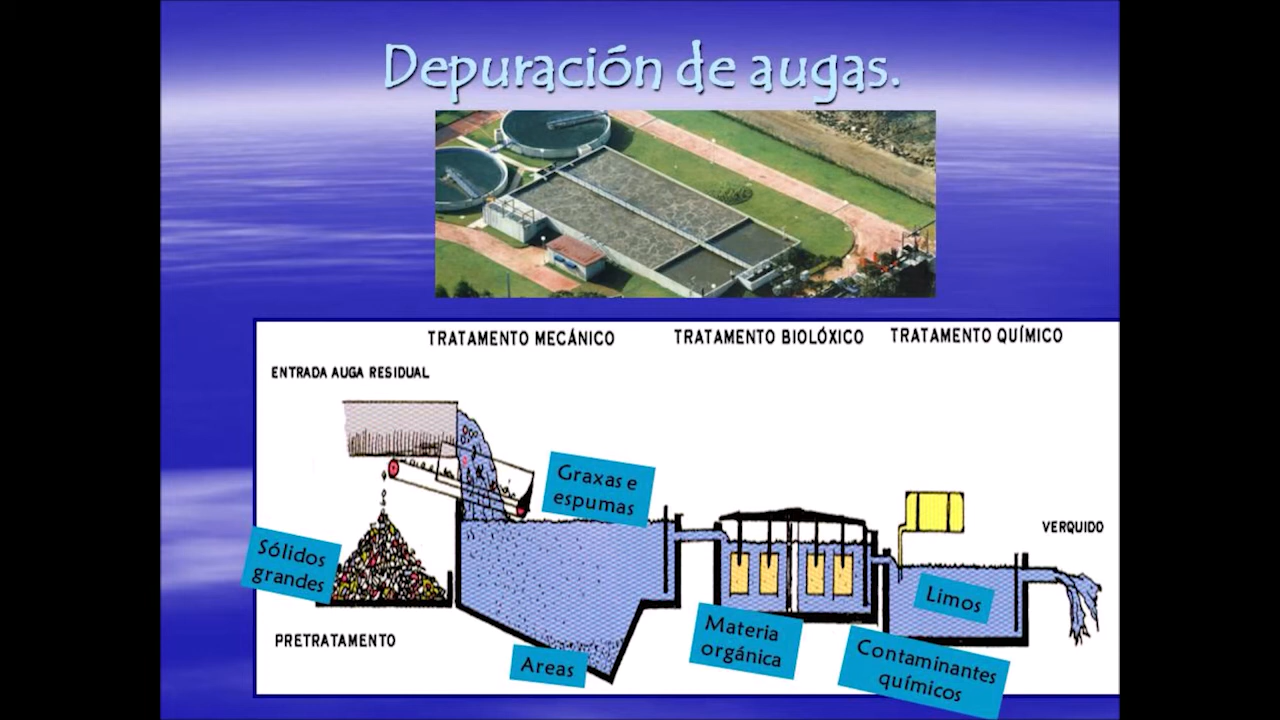 Depuración de augas.
TRATAMENTO MECÁNICO
TRATAMENTO BIOLÓXICO
TRATAMENTO QUÍMICO
ENTRADA AUGA RESIDUAL
Graxas e
espumas
VERQUIDO
Sólidos
grandes
Limos
PRETRATAMENTO
Materia
orgánica
Areas
Contaminantes
químicos